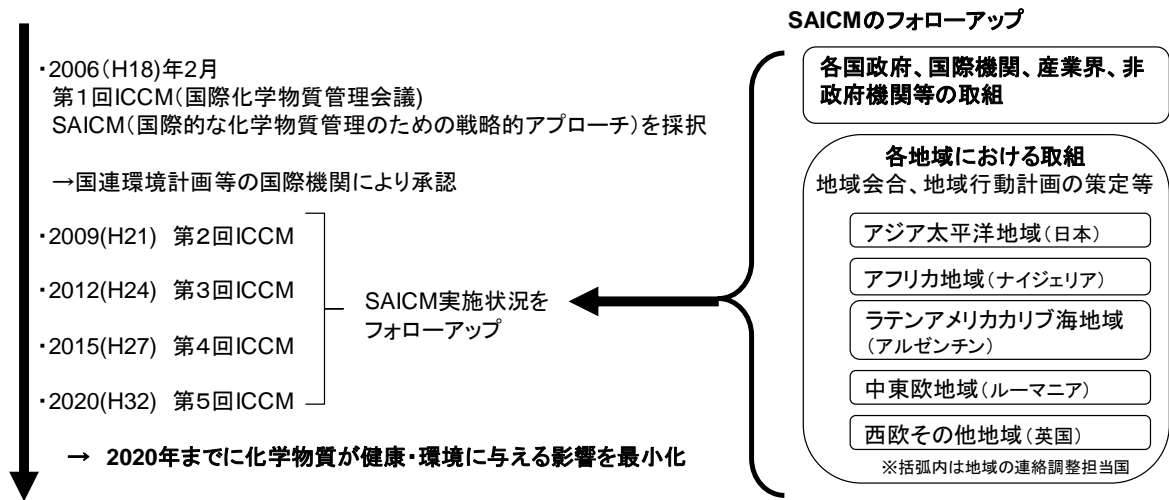 ・2006(H18)年2月
第1回ICCM(国際化学物質管理会議)
SAICM(国際的な化学物質管理のための戦略的アプローチ)を採択
→国連環境計画等の国際機関により承認
・2009(H21) 第2回ICCM
・2012(H24) 第3回ICCM
・2015(H27) 第4回ICCM
・2020(H32) 第5回ICCM
SAICM実施状況を
フォローアップ
→ 2020年までに化学物質が健康・環境に与える影響を最小化
SAICMのフォローアップ
各国政府、国際機関、産業界、非
政府機関等の取組
各地域における取組
地域会合、地域行動計画の策定等
アジア太平洋地域(日本)
アフリカ地域(ナイジェリア)
ラテンアメリカカリブ海地域
(アルゼンチン)
中東欧地域(ルーマニア)
西欧その他地域(英国)
※括弧内は地域の連絡調整担当国